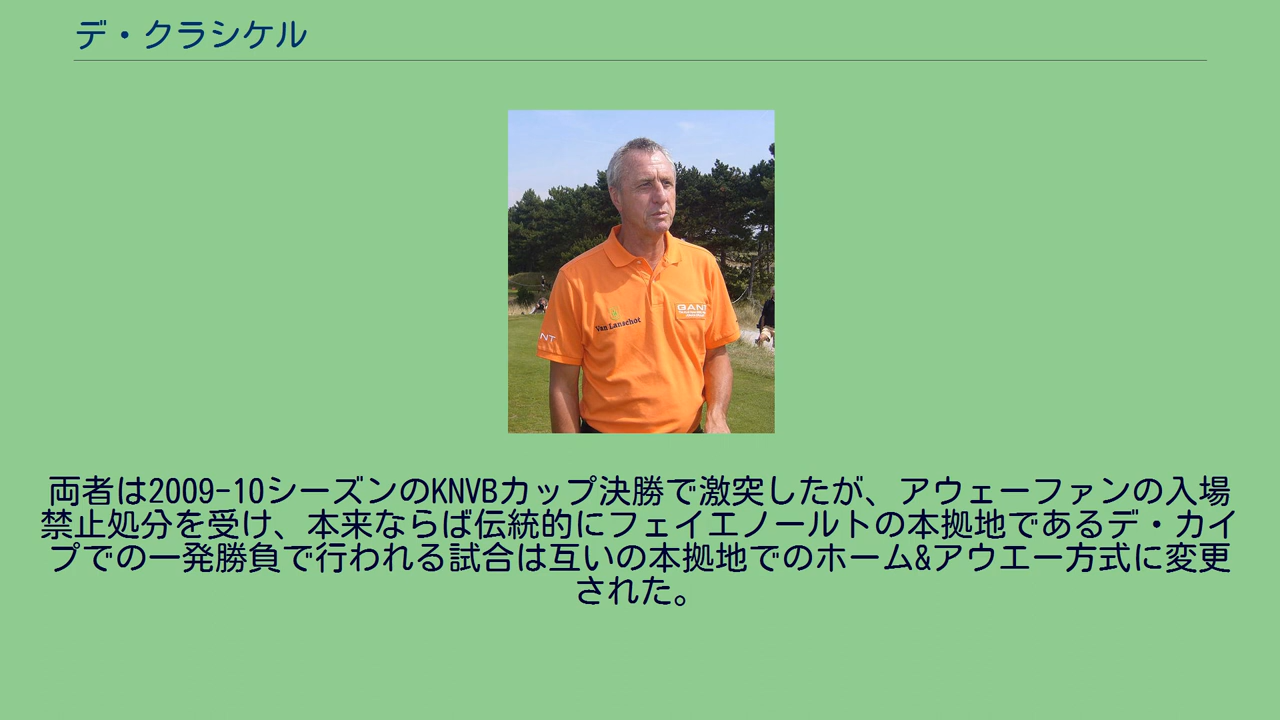 デ・クラシケル
Van Lanschot
GANT
NT
両者は2009-10シーズンのKNVBカップ決勝で激突したが、アウェーファンの入場
禁止処分を受け、本来ならば伝統的にフェイエノールトの本拠地であるデ・カイ
プでの一発勝負で行われる試合は互いの本拠地でのホーム&アウエー方式に変更
された。